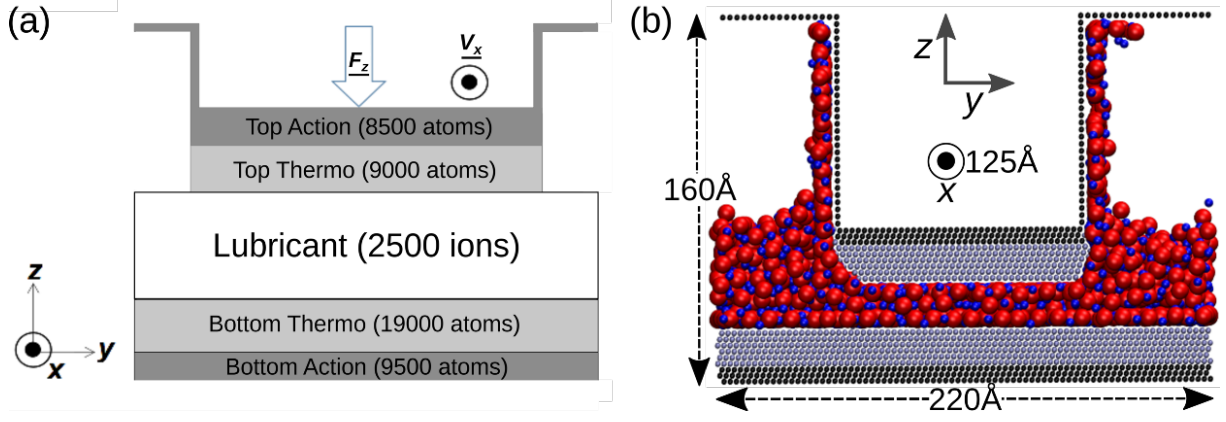 (a)
F_z
V_x
Top Action (8500 atoms)
Top Thermo (9000 atoms)
Lubricant (2500 ions)
Bottom Thermo (19000 atoms)
Bottom Action (9500 atoms)
z
y
x
(b)
z
y
125Å
x
160Å
220Å